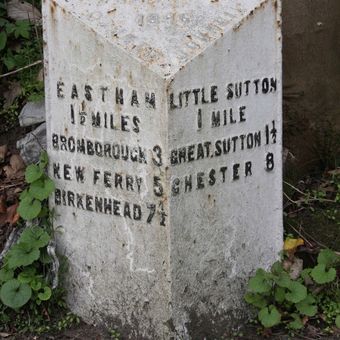 EASTHAM
1½ MILES
BROMBOROUGH 3
NEW FERRY 5
BIRKENHEAD 7½
LITTLE SUTTON
1 MILE
GREAT. SUTTON 1½
CHESTER 8